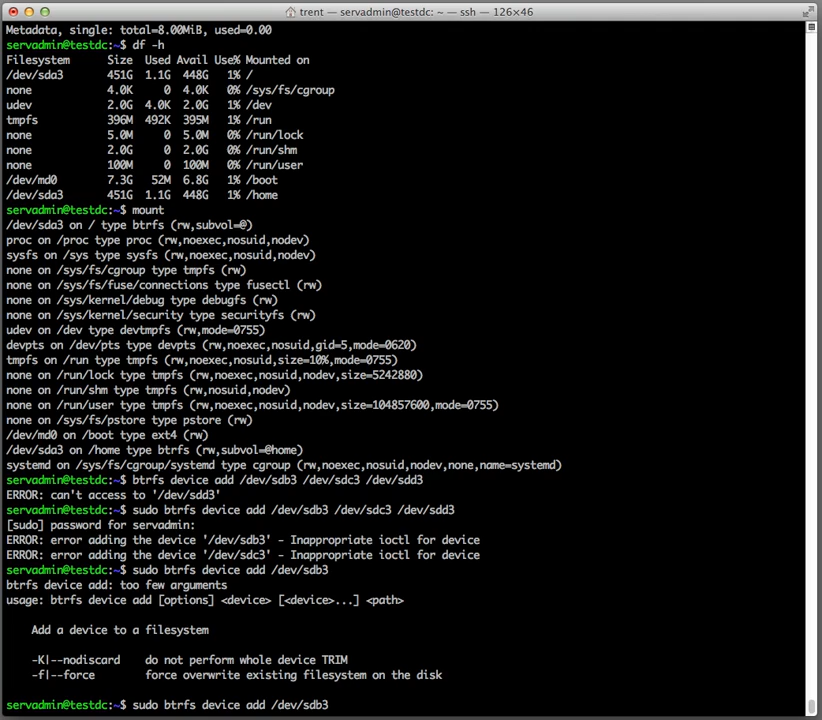 trent — servadmin@testdc: ~ — ssh — 126×46
Metadata, single: total=8.00MiB, used=0.00
servadmin@testdc:~$ df -h
Filesystem      Size  Used Avail Use% Mounted on
/dev/sda3       451G  1.1G  448G   1% /
none            4.0K     0  4.0K   0% /sys/fs/cgroup
udev            2.0G  4.0K  2.0G   1% /dev
tmpfs           396M  492K  395M   1% /run
none            5.0M     0  5.0M   0% /run/lock
none            2.0G     0  2.0G   0% /run/shm
none            100M     0  100M   0% /run/user
/dev/md0        7.3G   52M  6.8G   1% /boot
/dev/sda3       451G  1.1G  448G   1% /home
servadmin@testdc:~$ mount
/dev/sda3 on / type btrfs (rw,subvol=@)
proc on /proc type proc (rw,noexec,nosuid,nodev)
sysfs on /sys type sysfs (rw,noexec,nosuid,nodev)
none on /sys/fs/cgroup type tmpfs (rw)
none on /sys/fs/fuse/connections type fusectl (rw)
none on /sys/kernel/debug type debugfs (rw)
none on /sys/kernel/security type securityfs (rw)
udev on /dev type devtmpfs (rw,mode=0755)
devpts on /dev/pts type devpts (rw,noexec,nosuid,gid=5,mode=0620)
tmpfs on /run type tmpfs (rw,noexec,nosuid,size=10%,mode=0755)
none on /run/lock type tmpfs (rw,noexec,nosuid,nodev,size=5242880)
none on /run/shm type tmpfs (rw,nosuid,nodev)
none on /run/user type tmpfs (rw,noexec,nosuid,nodev,size=104857600,mode=0755)
none on /sys/fs/pstore type pstore (rw)
/dev/md0 on /boot type ext4 (rw)
/dev/sda3 on /home type btrfs (rw,subvol=@home)
systemd on /sys/fs/cgroup/systemd type cgroup (rw,noexec,nosuid,nodev,none,name=systemd)
servadmin@testdc:~$ btrfs device add /dev/sdb3 /dev/sdc3 /dev/sdd3
ERROR: can't access to '/dev/sdd3'
servadmin@testdc:~$ sudo btrfs device add /dev/sdb3 /dev/sdc3 /dev/sdd3
[sudo] password for servadmin:
ERROR: error adding the device '/dev/sdb3' - Inappropriate ioctl for device
ERROR: error adding the device '/dev/sdc3' - Inappropriate ioctl for device
servadmin@testdc:~$ sudo btrfs device add /dev/sdb3
btrfs device add: too few arguments
usage: btrfs device add [options] <device> [<device>...] <path>
Add a device to a filesystem
-K|--nodiscard    do not perform whole device TRIM
-f|--force        force overwrite existing filesystem on the disk
servadmin@testdc:~$ sudo btrfs device add /dev/sdb3